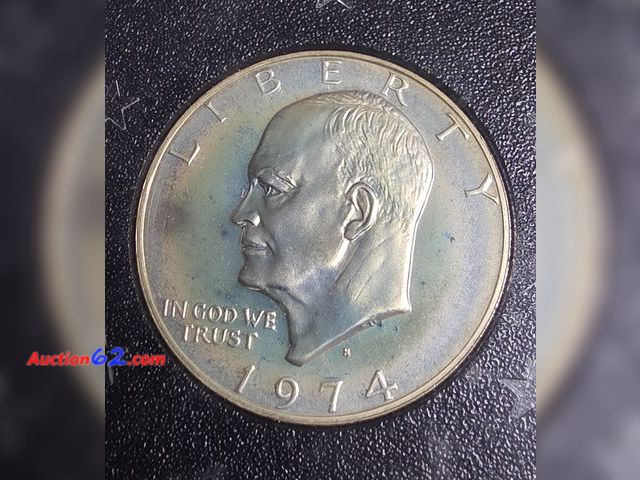 LIBERTY
IN GOD WE
TRUST
S
1974
Auction62.com